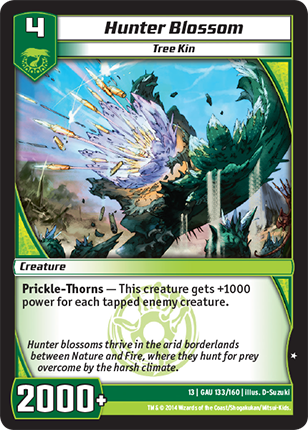 4
Hunter Blossom
Tree Kin
Creature
Prickle-Thorns — This creature gets +1000
power for each tapped enemy creature.
Hunter blossoms thrive in the arid borderlands
between Nature and Fire, where they hunt for prey
overcome by the harsh climate.
2000+
13 | GAU 133/160 | illus. D-Suzuki
TM & © 2014 Wizards of the Coast/Shogakukan/Mitsui-Kids.